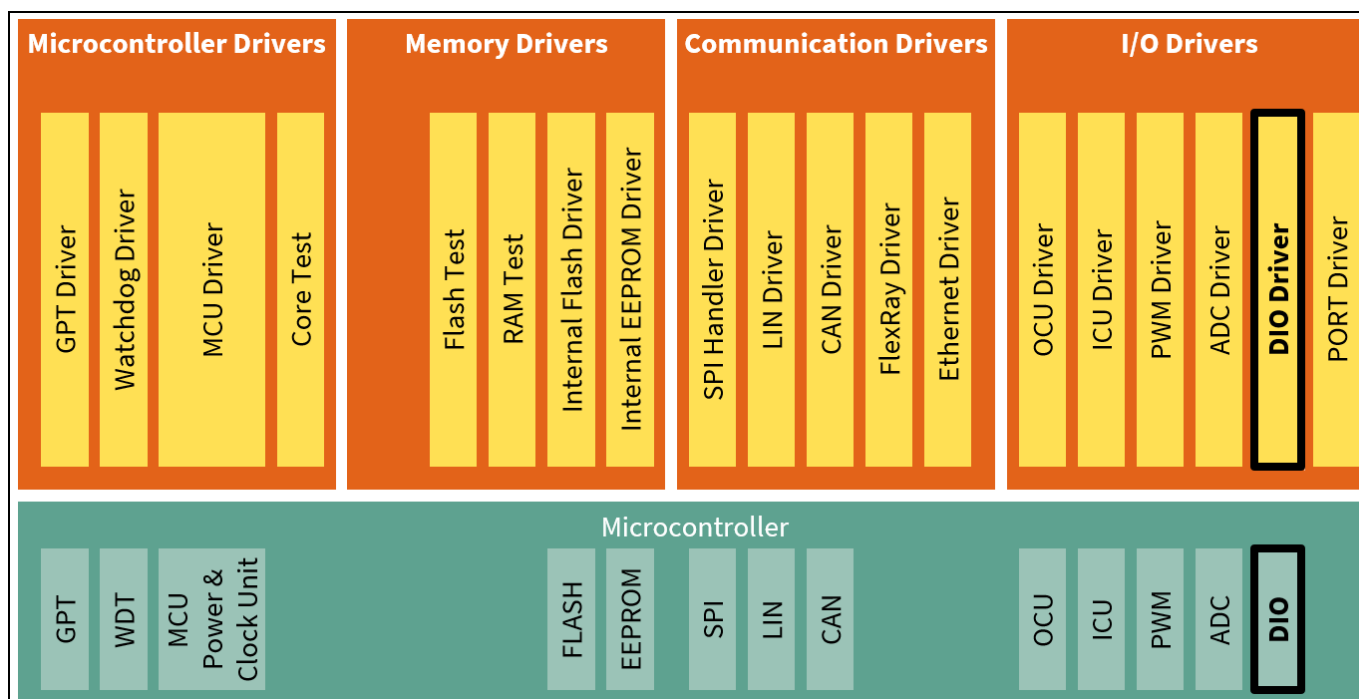 Microcontroller Drivers
GPT Driver
Watchdog Driver
MCU Driver
Core Test
Memory Drivers
Flash Test
RAM Test
Internal Flash Driver
Internal EEPROM Driver
Communication Drivers
SPI Handler Driver
LIN Driver
CAN Driver
FlexRay Driver
Ethernet Driver
I/O Drivers
OCU Driver
ICU Driver
PWM Driver
ADC Driver
DIO Driver
PORT Driver
Microcontroller
GPT
WDT
MCU
Power &
Clock Unit
FLASH
EEPROM
SPI
LIN
CAN
OCU
ICU
PWM
ADC
DIO